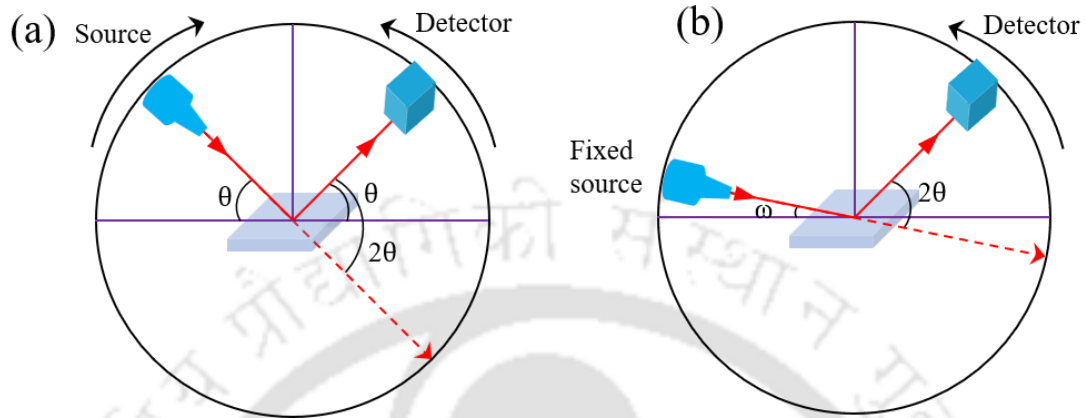 (a)
Source
Detector
θ
θ
2θ
(b)
Detector
Fixed
source
ω
2θ